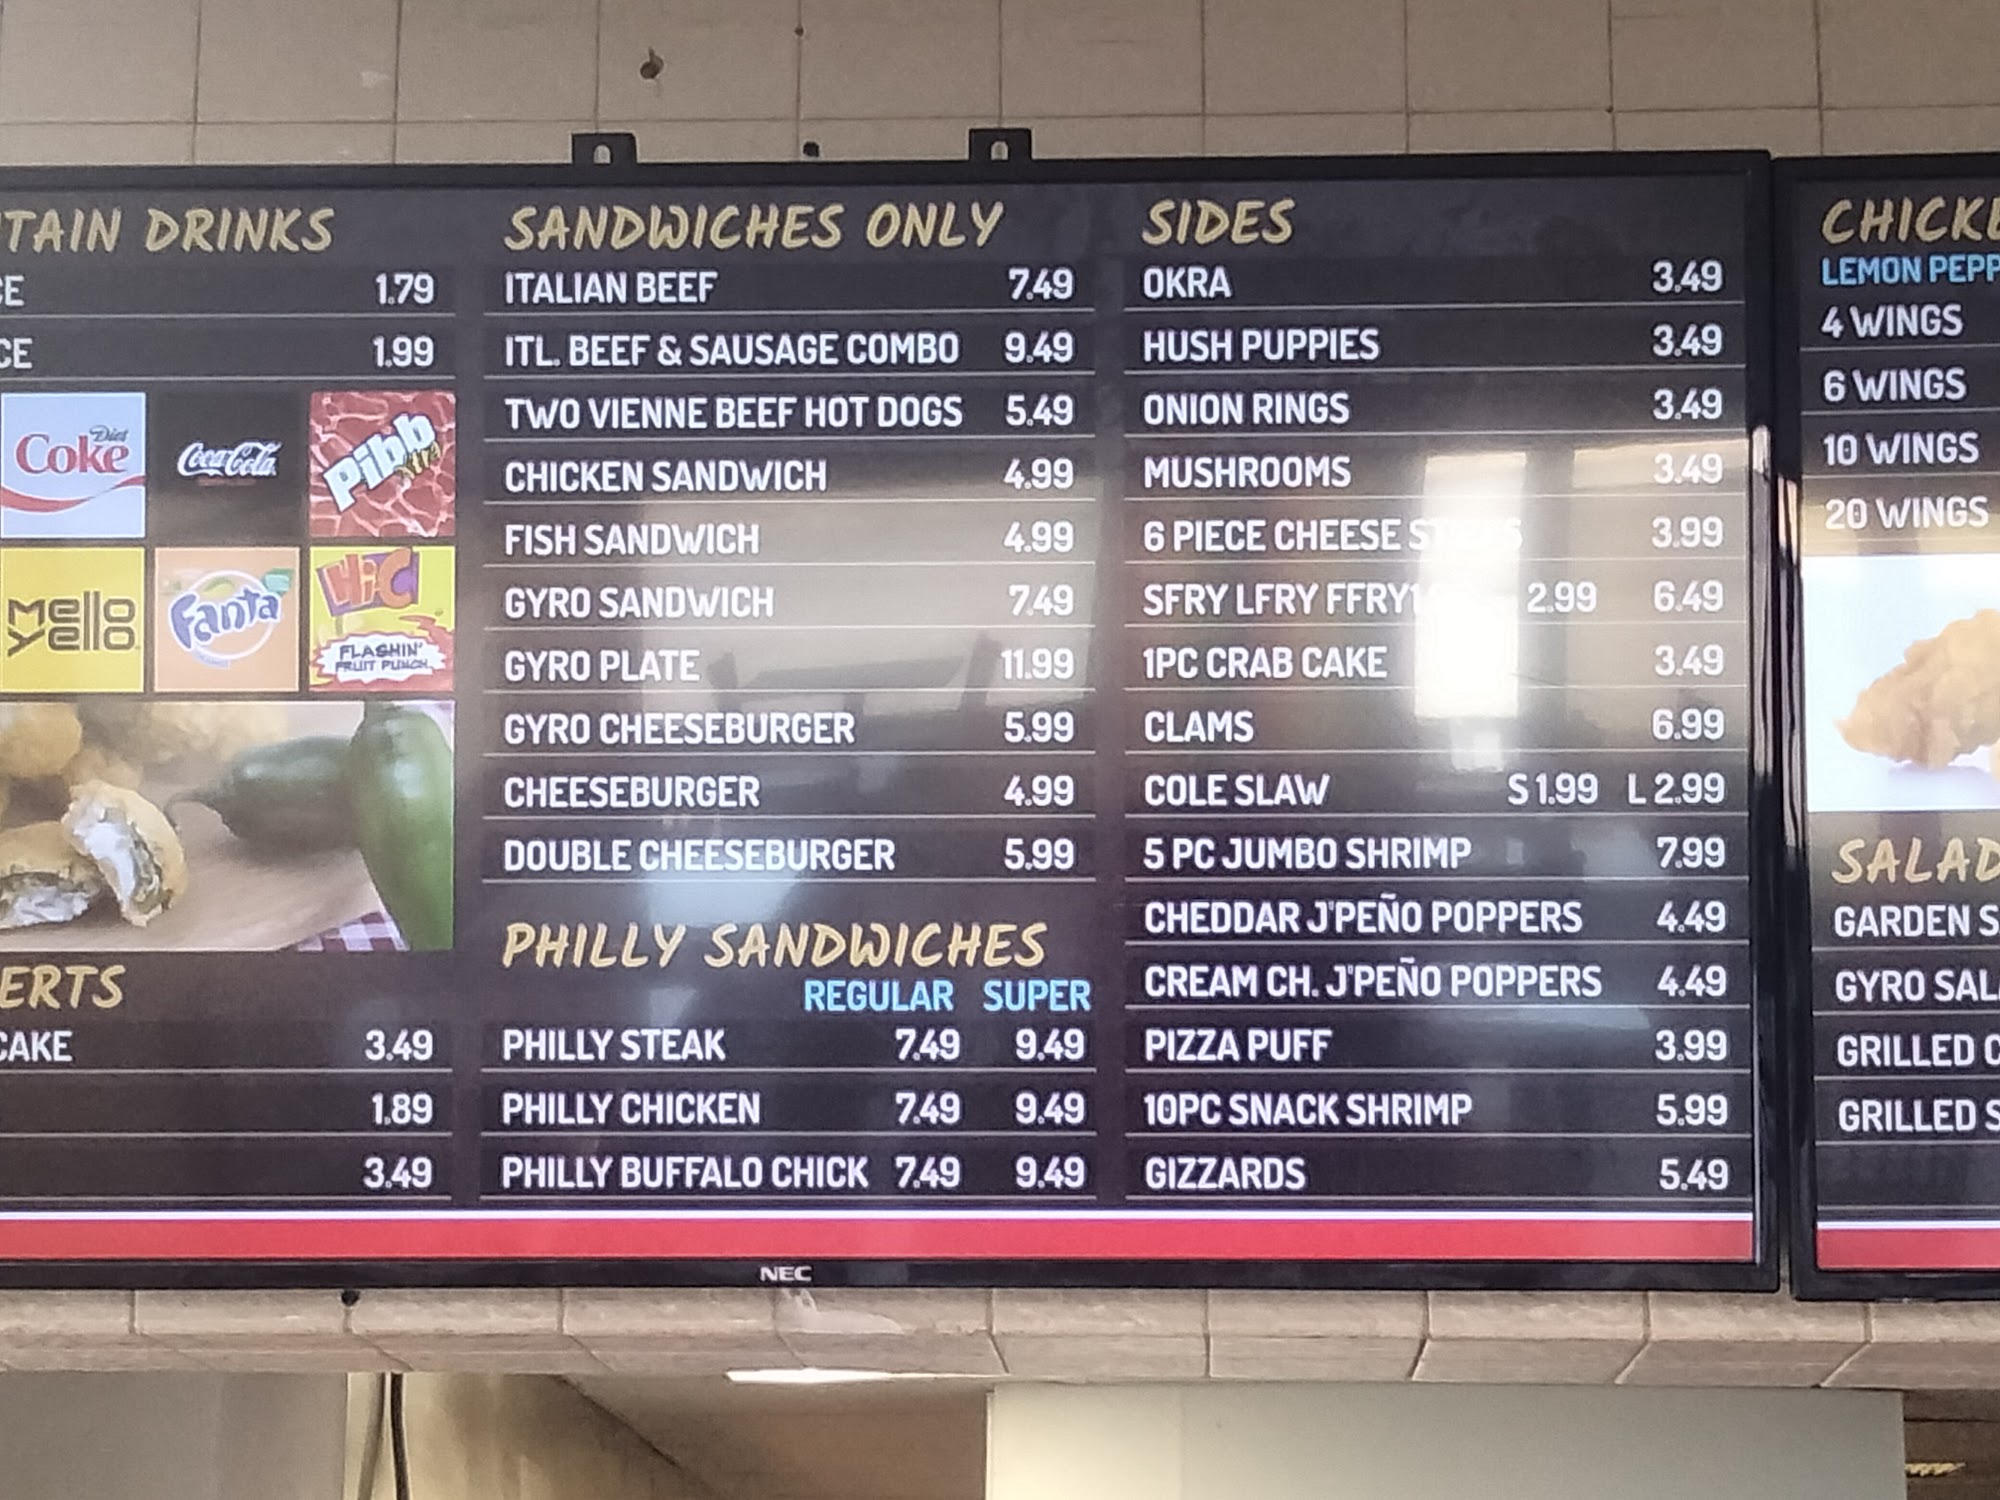 TAIN DRINKS
CE 1.79
CE 1.99
Diet Coke
Coca-Cola
Pibb Xtra
Mello Yello
Fanta
Hi-C
FLASHIN'
FRUIT PUNCH
ERTS
CAKE 3.49
1.89
3.49
SANDWICHES ONLY
ITALIAN BEEF 7.49
ITL. BEEF & SAUSAGE COMBO 9.49
TWO VIENNE BEEF HOT DOGS 5.49
CHICKEN SANDWICH 4.99
FISH SANDWICH 4.99
GYRO SANDWICH 7.49
GYRO PLATE 11.99
GYRO CHEESEBURGER 5.99
CHEESEBURGER 4.99
DOUBLE CHEESEBURGER 5.99
PHILLY SANDWICHES
REGULAR SUPER
PHILLY STEAK 7.49 9.49
PHILLY CHICKEN 7.49 9.49
PHILLY BUFFALO CHICK 7.49 9.49
SIDES
OKRA 3.49
HUSH PUPPIES 3.49
ONION RINGS 3.49
MUSHROOMS 3.49
6 PIECE CHEESE 3.99
SFRY LFRY 2.99 6.49
1PC CRAB CAKE 3.49
CLAMS 6.99
COLE SLAW S 1.99 L 2.99
5 PC JUMBO SHRIMP 7.99
CHEDDAR J'PEÑO POPPERS 4.49
CREAM CH. J'PEÑO POPPERS 4.49
PIZZA PUFF 3.99
10PC SNACK SHRIMP 5.99
GIZZARDS 5.49
NEC
CHICKE
LEMON PEPP
4 WINGS
6 WINGS
10 WINGS
20 WINGS
SALAD
GARDEN S
GYRO SAL
GRILLED C
GRILLED S